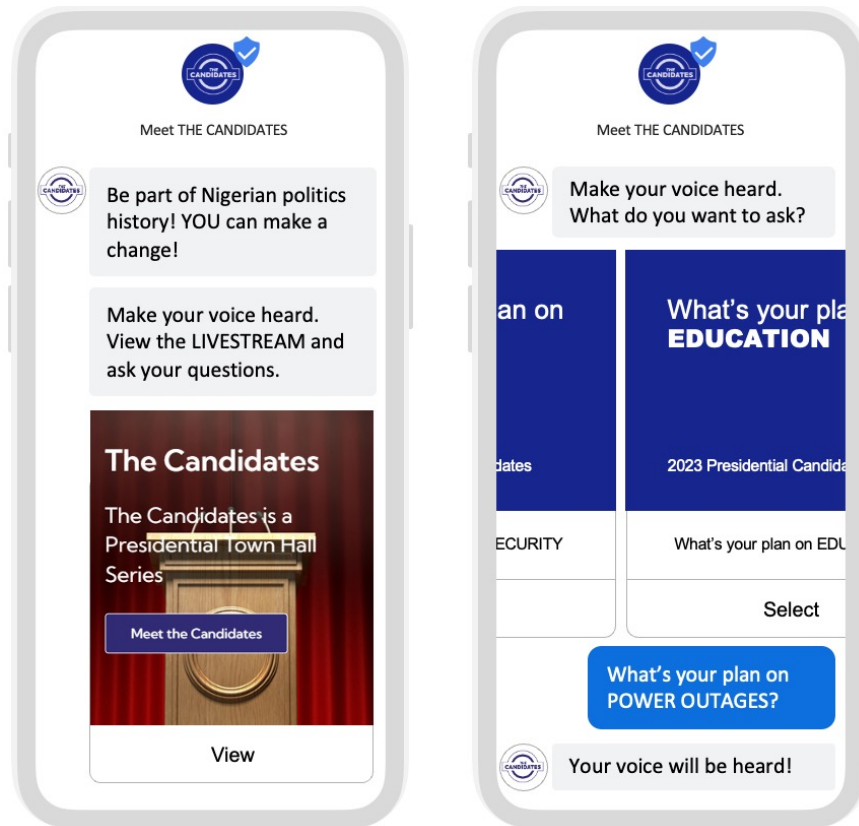 THE
CANDIDATES
Meet THE CANDIDATES
THE
CANDIDATES
Be part of Nigerian politics
history! YOU can make a
change!
Make your voice heard.
View the LIVESTREAM and
ask your questions.
The Candidates
The Candidates is a
Presidential Town Hall
Series
Meet the Candidates
View
THE
CANDIDATES
Meet THE CANDIDATES
THE
CANDIDATES
Make your voice heard.
What do you want to ask?
an on
dates
ECURITY
What's your pla
EDUCATION
2023 Presidential Candida
What's your plan on EDU
Select
What's your plan on
POWER OUTAGES?
THE
CANDIDATES
Your voice will be heard!